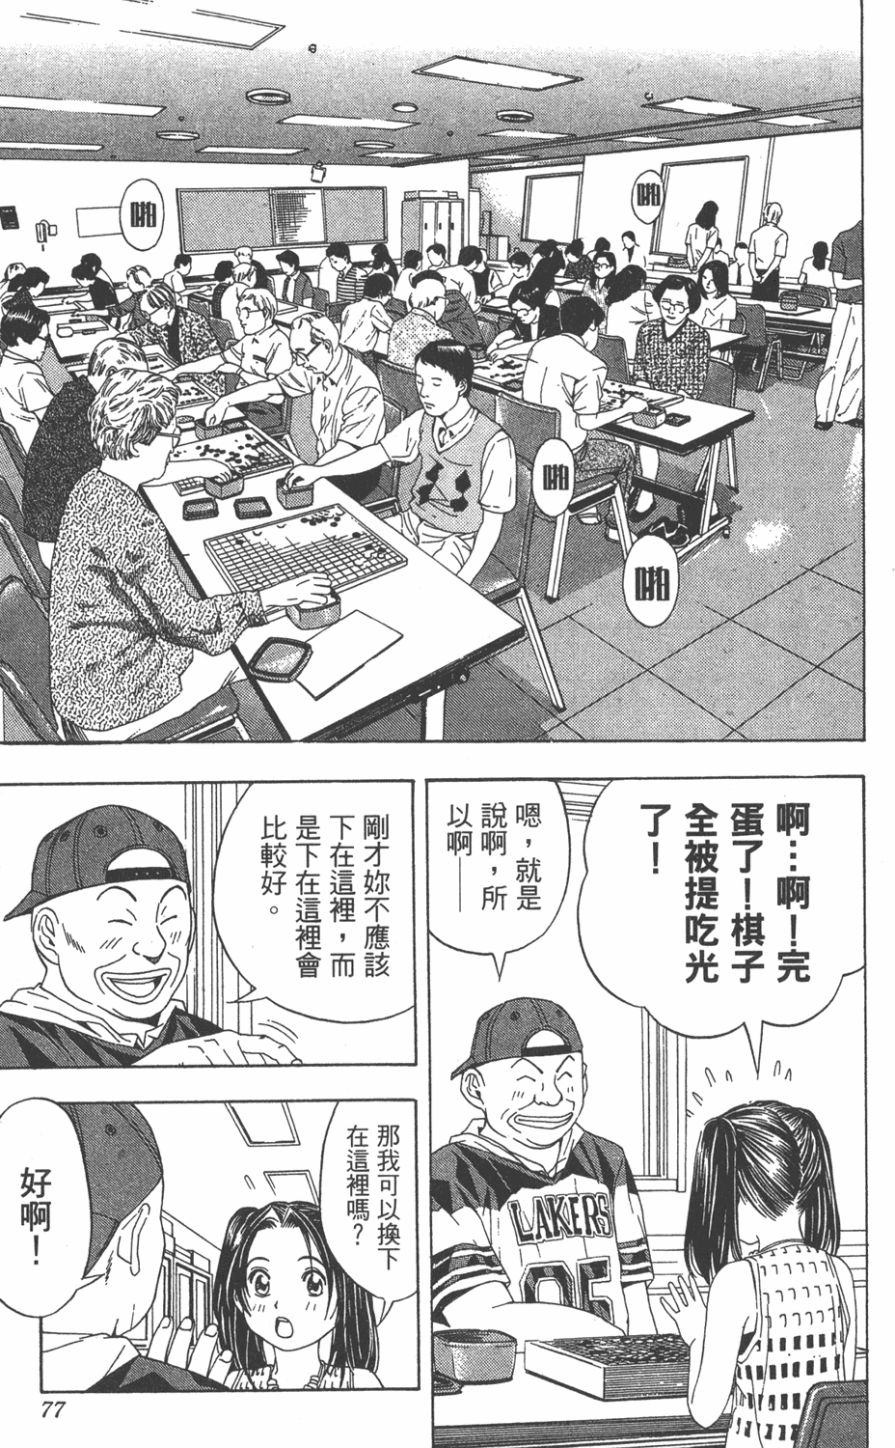 啪
啪
啪
啪
啊…啊！完
蛋了！棋子
全被提吃光
了！
嗯，就是
說啊，所
以啊——
LAKERS
05
剛才妳不應該
下在這裡，而
是下在這裡會
比較好。
那我可以換下
在這裡嗎？
好啊！
77